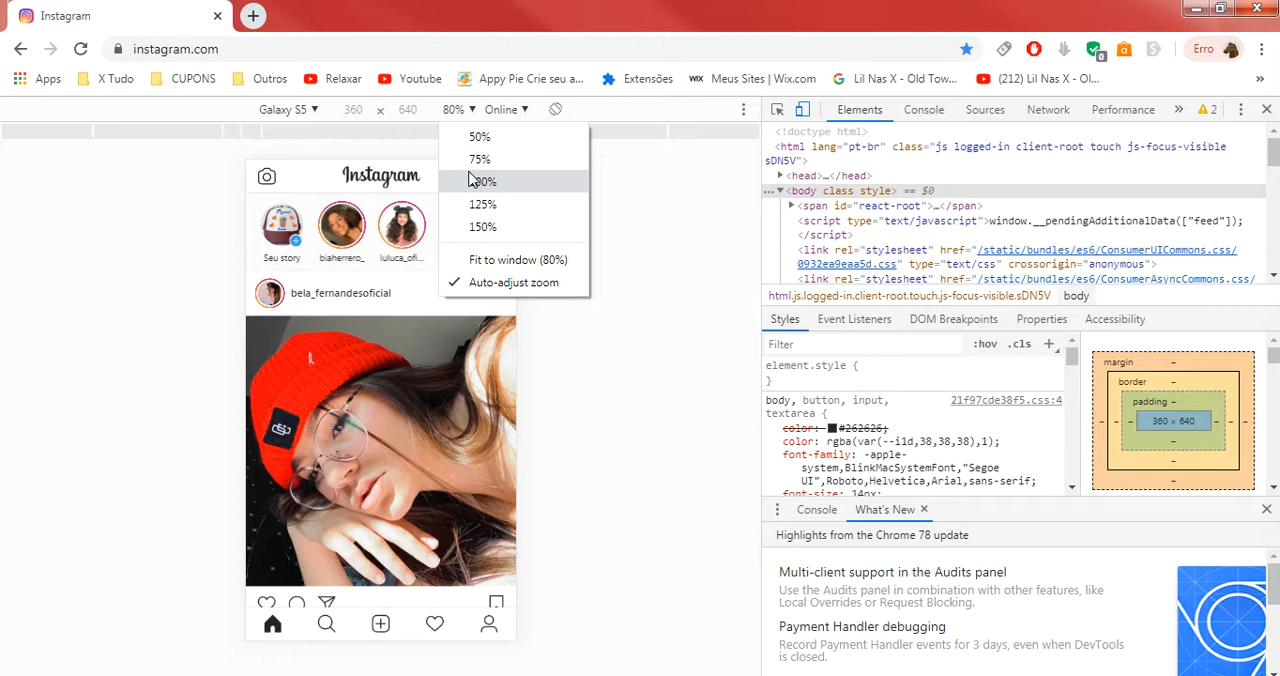 Instagram
instagram.com
Erro
Apps
X Tudo
CUPONS
Outros
Relaxar
Youtube
Appy Pie Crie seu a...
Extensões
WIX Meus Sites | Wix.com
Lil Nas X - Old Tow...
(212) Lil Nas X - Ol...
»
Galaxy S5 ▼ 360 × 640 80% ▼ Online ▼
50%
75%
125%
150%
Fit to window (80%)
✓ Auto-adjust zoom
Instagram
Seu story
biaherrero_
luluca_ofi...
bela_fernandesoficial
Elements Console Sources Network Performance » 2
<!doctype html>
<html lang="pt-br" class="js logged-in client-root touch js-focus-visible
sDN5V">
▶<head>…</head>
…▼<body class style> == $0
▶<span id="react-root">…</span>
<script type="text/javascript">window.__pendingAdditionalData(["feed"]);
</script>
<link rel="stylesheet" href="/static/bundles/es6/ConsumerUICommons.css/
0932ea9eaa5d.css" type="text/css" crossorigin="anonymous">
<link rel="stylesheet" href="/static/bundles/es6/ConsumerAsyncCommons.css/
html.js.logged-in.client-root.touch.js-focus-visible.sDN5V body
Styles Event Listeners DOM Breakpoints Properties Accessibility
Filter :hov .cls +
element.style {
}
body, button, input, 21f97cde38f5.css:4
textarea {
color: #262626;
color: rgba(var(--i1d,38,38,38),1);
font-family: -apple-
system,BlinkMacSystemFont,"Segoe
UI",Roboto,Helvetica,Arial,sans-serif;
font-size: 14px;
margin –
border –
padding –
– – – 360 × 640 – – –
–
–
–
Console What's New ×
Highlights from the Chrome 78 update
Multi-client support in the Audits panel
Use the Audits panel in combination with other features, like
Local Overrides or Request Blocking.
Payment Handler debugging
Record Payment Handler events for 3 days, even when DevTools
is closed.